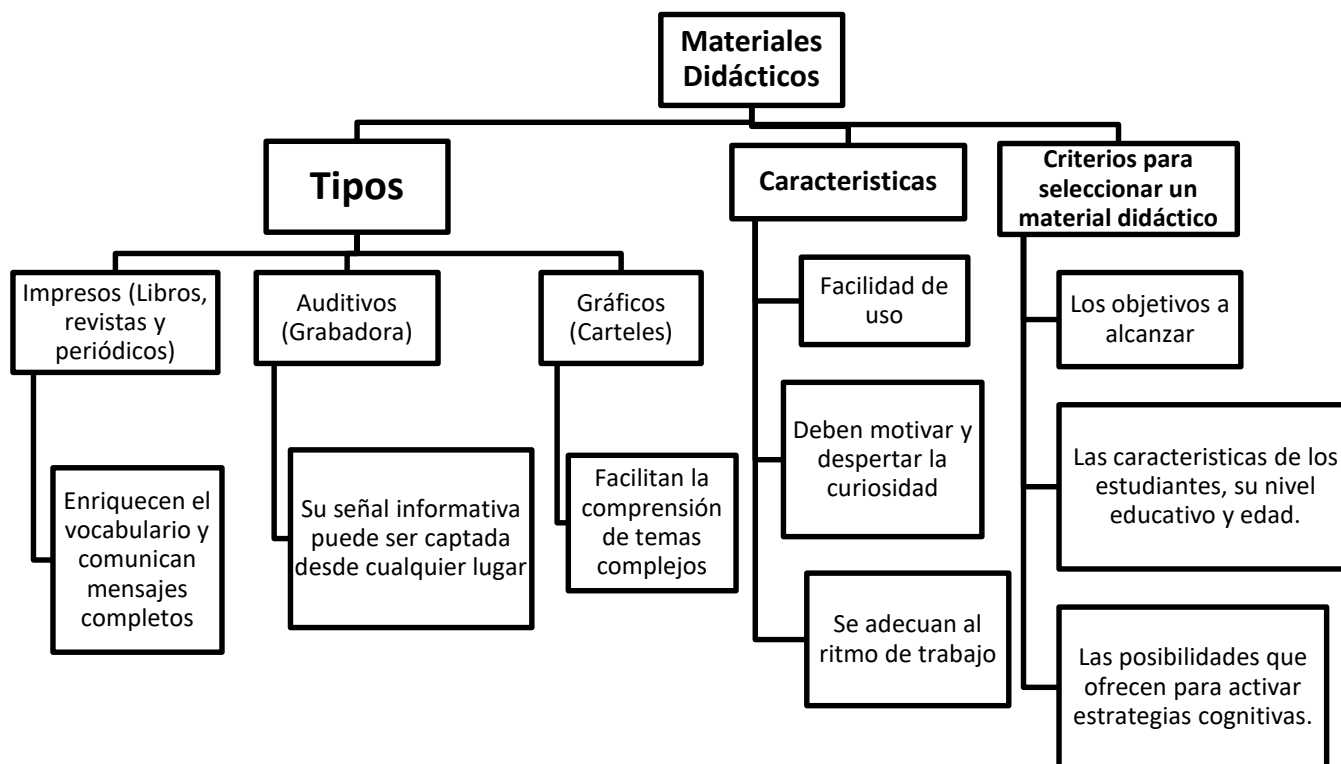 Materiales
Didácticos
Tipos
Caracteristicas
Criterios para
seleccionar un
material didáctico
Impresos (Libros,
revistas y
periódicos)
Auditivos
(Grabadora)
Gráficos
(Carteles)
Enriquecen el
vocabulario y
comunican
mensajes
completos
Su señal informativa
puede ser captada
desde cualquier lugar
Facilitan la
comprensión
de temas
complejos
Facilidad de
uso
Deben motivar y
despertar la
curiosidad
Se adecuan al
ritmo de trabajo
Los objetivos a
alcanzar
Las caracteristicas de los
estudiantes, su nivel
educativo y edad.
Las posibilidades que
ofrecen para activar
estrategias cognitivas.